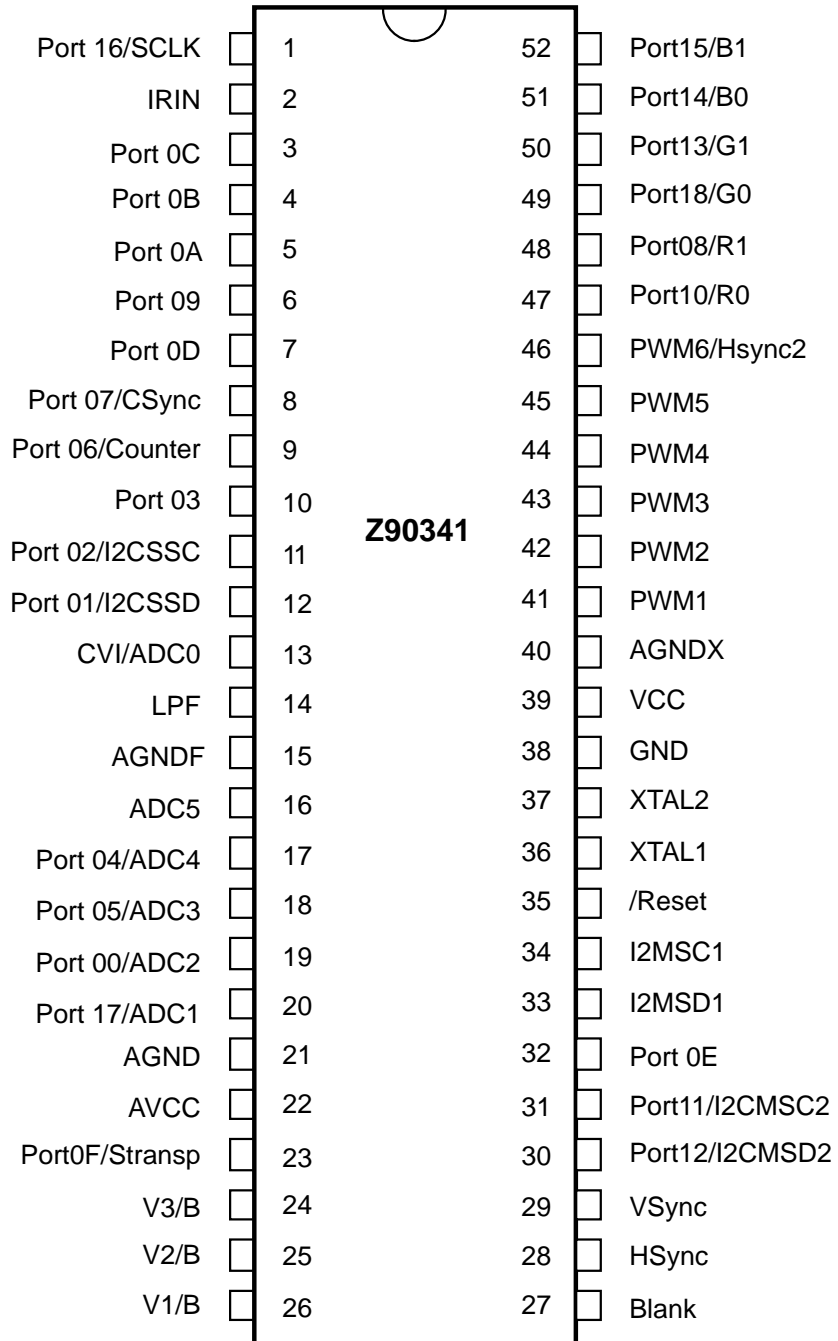 Port 16/SCLK 1 52 Port15/B1
IRIN 2 51 Port14/B0
Port 0C 3 50 Port13/G1
Port 0B 4 49 Port18/G0
Port 0A 5 48 Port08/R1
Port 09 6 47 Port10/R0
Port 0D 7 46 PWM6/Hsync2
Port 07/CSync 8 45 PWM5
Port 06/Counter 9 44 PWM4
Port 03 10 43 PWM3
Z90341
Port 02/I2CSSC 11 42 PWM2
Port 01/I2CSSD 12 41 PWM1
CVI/ADC0 13 40 AGNDX
LPF 14 39 VCC
AGNDF 15 38 GND
ADC5 16 37 XTAL2
Port 04/ADC4 17 36 XTAL1
Port 05/ADC3 18 35 /Reset
Port 00/ADC2 19 34 I2MSC1
Port 17/ADC1 20 33 I2MSD1
AGND 21 32 Port 0E
AVCC 22 31 Port11/I2CMSC2
Port0F/Stransp 23 30 Port12/I2CMSD2
V3/B 24 29 VSync
V2/B 25 28 HSync
V1/B 26 27 Blank